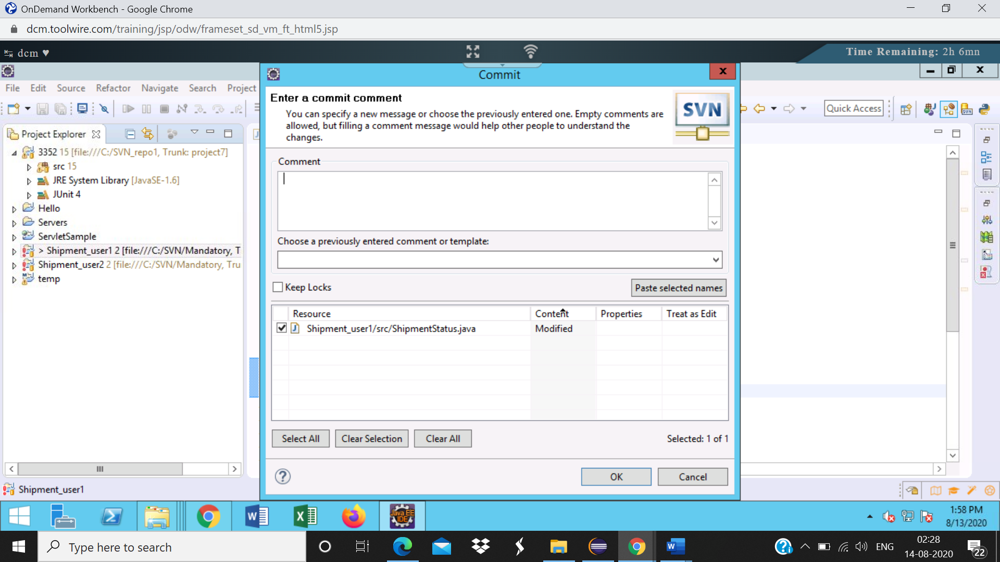 OnDemand Workbench - Google Chrome
dcm.toolwire.com/training/jsp/odw/frameset_sd_vm_ft_html5.jsp
dcm ♥
Time Remaining: 2h 6mn
Commit
File Edit Source Refactor Navigate Search Project
Enter a commit comment
You can specify a new message or choose the previously entered one. Empty comments are
allowed, but filling a comment message would help other people to understand the
changes.
SVN
Quick Access
SVN
Project Explorer
3352 15 [file:///C:/SVN_repo1, Trunk: project7]
src 15
JRE System Library [JavaSE-1.6]
JUnit 4
Hello
Servers
ServletSample
> Shipment_user1 2 [file:///C:/SVN/Mandatory, T
Shipment_user2 2 [file:///C:/SVN/Mandatory, Tru
temp
Comment
Choose a previously entered comment or template:
Keep Locks
Paste selected names
Resource Content Properties Treat as Edit
Shipment_user1/src/ShipmentStatus.java Modified
Select All Clear Selection Clear All Selected: 1 of 1
OK Cancel
Shipment_user1
Java EE
IDE
1:58 PM
8/13/2020
Type here to search
ENG
02:28
14-08-2020
22